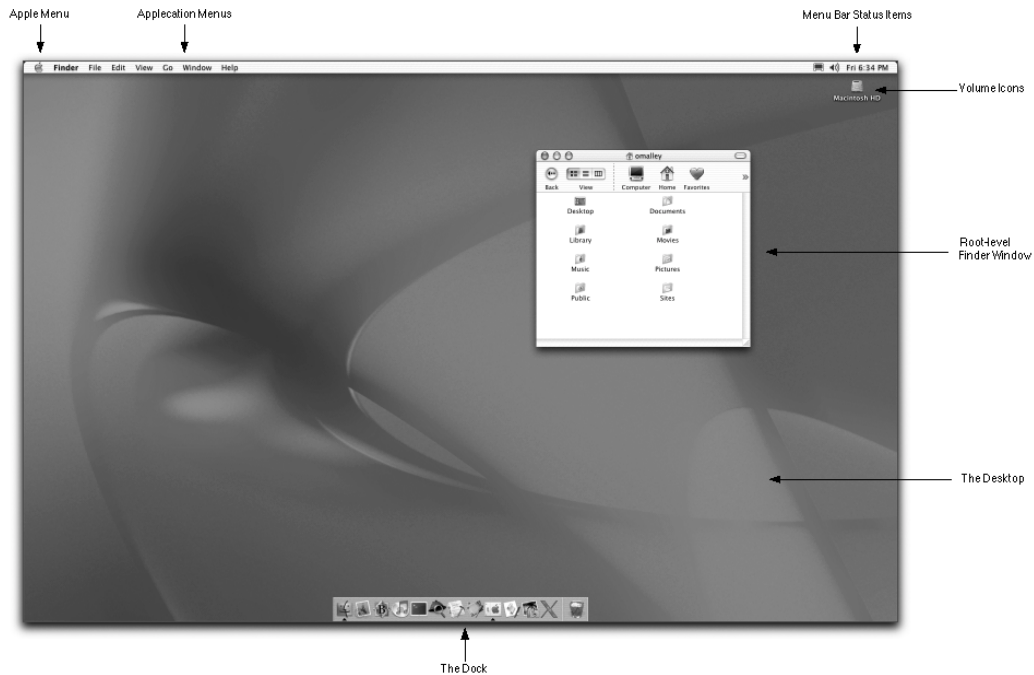 Apple Menu
Applecation Menus
Menu Bar Status Items
Finder File Edit View Go Window Help
Fri 6:34 PM
Macintosh HD
Volume Icons
omalley
Back View Computer Home Favorites
Desktop Documents
Library Movies
Music Pictures
Public Sites
Root-level
Finder Window
The Desktop
The Dock